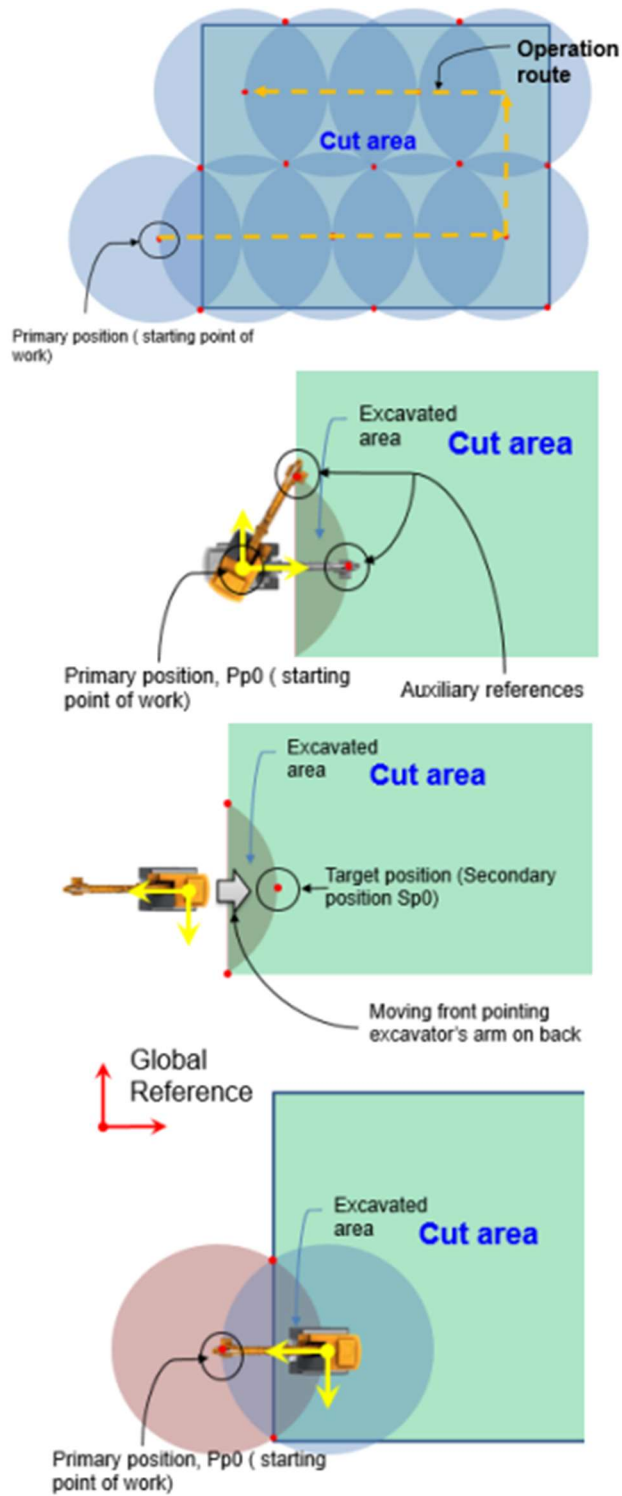 Operation
route
Cut area
Primary position ( starting point of
work)
Excavated
area
Cut area
Primary position, Pp0 ( starting
point of work)
Auxiliary references
Excavated
area
Cut area
Target position (Secondary
position Sp0)
Moving front pointing
excavator's arm on back
Global
Reference
Excavated
area
Cut area
Primary position, Pp0 ( starting
point of work)